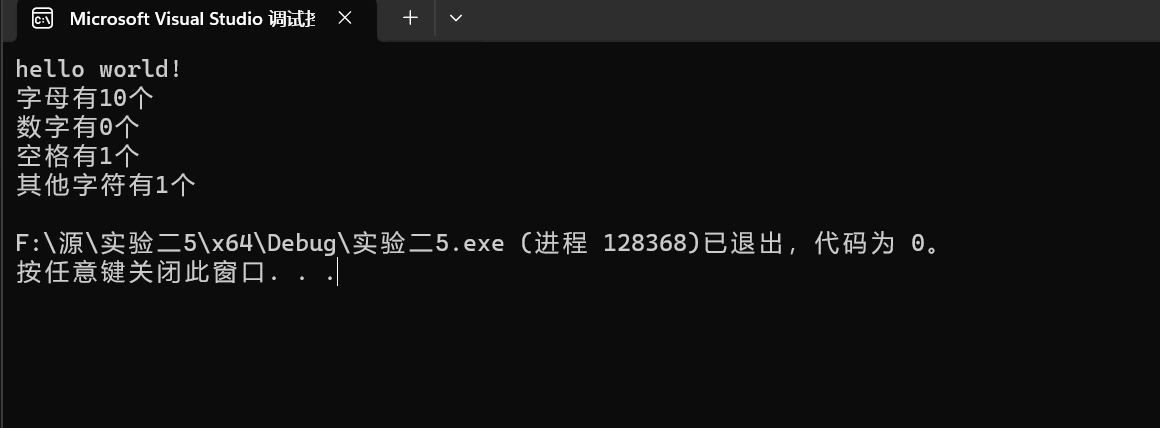 Microsoft Visual Studio 调试
hello world!
字母有10个
数字有0个
空格有1个
其他字符有1个
F:\源\实验二5\x64\Debug\实验二5.exe (进程 128368)已退出，代码为 0。
按任意键关闭此窗口. . .